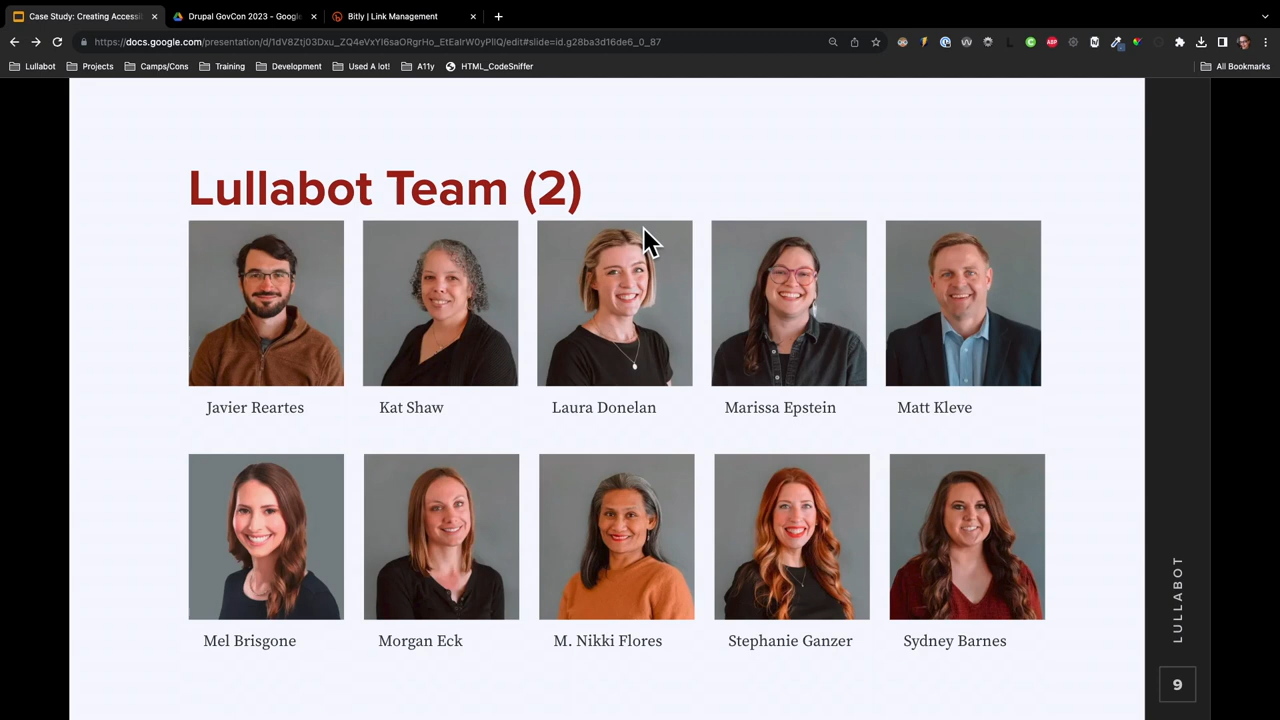 Case Study: Creating Accessi
Drupal GovCon 2023 - Google
Bitly | Link Management
https://docs.google.com/presentation/d/1dV8Ztj03Dxu_ZQ4eVxYI6saORgrHo_EtEaIrW0yPlIQ/edit#slide=id.g28ba3d16de6_0_87
Lullabot
Projects
Camps/Cons
Training
Development
Used A lot!
A11y
HTML_CodeSniffer
All Bookmarks
Lullabot Team (2)
Javier Reartes
Kat Shaw
Laura Donelan
Marissa Epstein
Matt Kleve
Mel Brisgone
Morgan Eck
M. Nikki Flores
Stephanie Ganzer
Sydney Barnes
LULLABOT
9